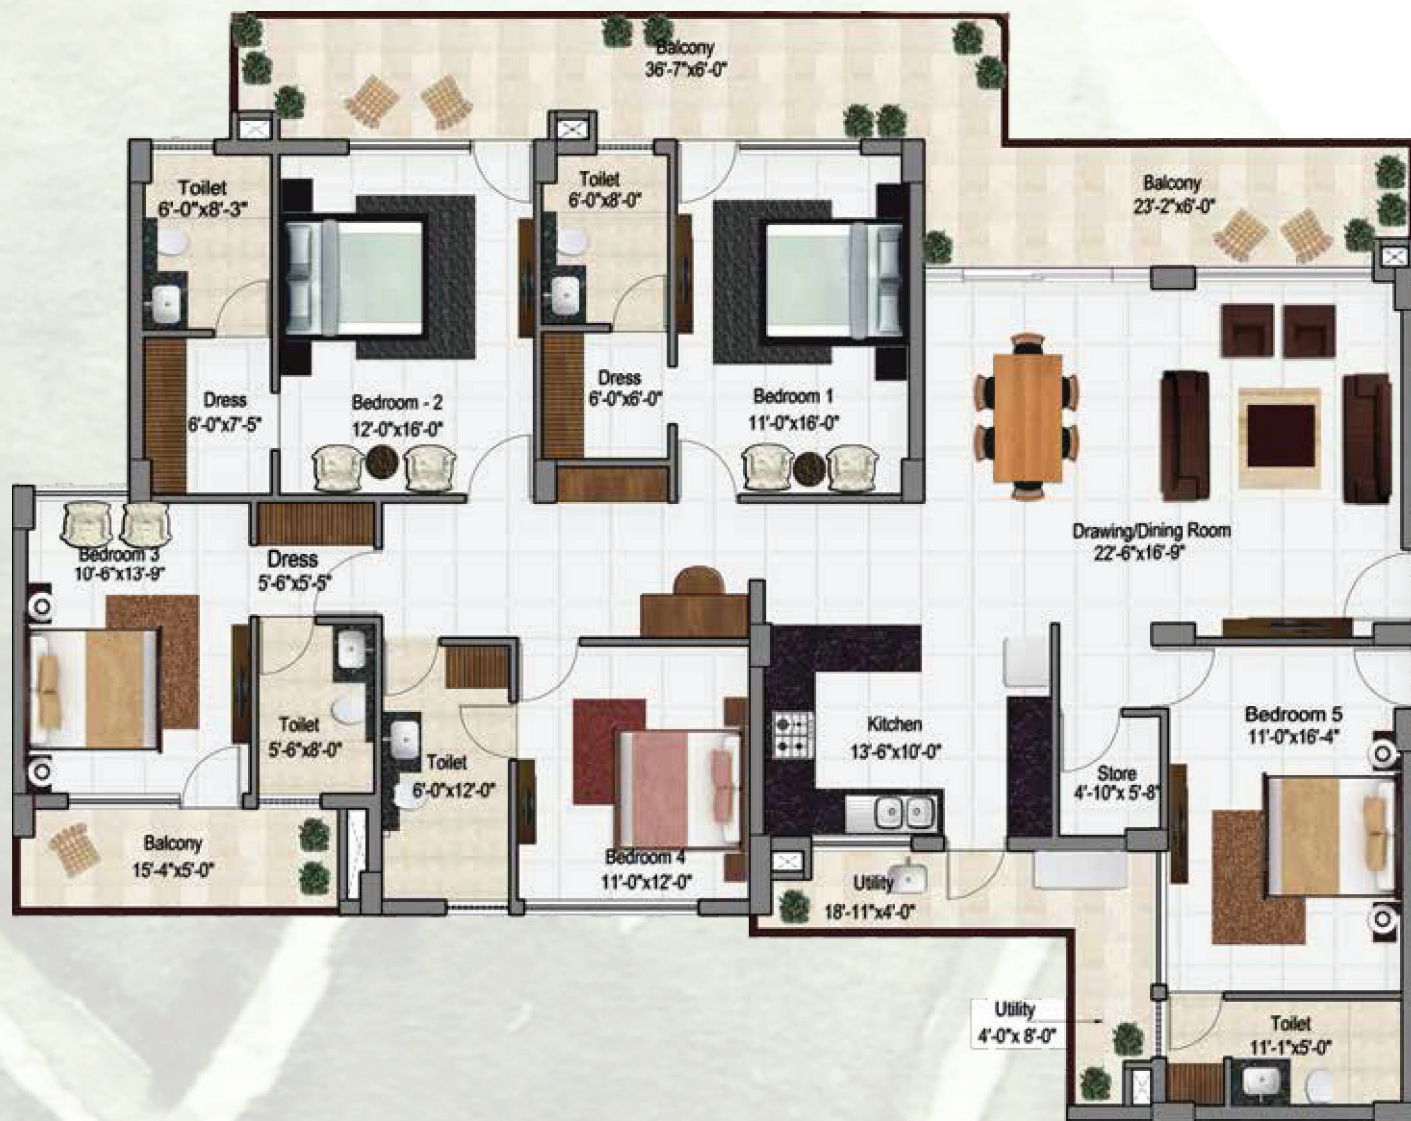 Balcony
36'-7"x6'-0"
Toilet
6'-0"x8'-3"
Toilet
6'-0"x8'-0"
Balcony
23'-2"x6'-0"
Dress
6'-0"x7'-5"
Bedroom - 2
12'-0"x16'-0"
Dress
6'-0"x6'-0"
Bedroom 1
11'-0"x16'-0"
Drawing/Dining Room
22'-6"x16'-9"
Bedroom 3
10'-6"x13'-9"
Dress
5'-6"x5'-5"
Toilet
5'-6"x8'-0"
Toilet
6'-0"x12'-0"
Kitchen
13'-6"x10'-0"
Bedroom 5
11'-0"x16'-4"
Store
4'-10"x 5'-8"
Balcony
15'-4"x5'-0"
Bedroom 4
11'-0"x12'-0"
Utility
18'-11"x4'-0"
Utility
4'-0"x 8'-0"
Toilet
11'-1"x5'-0"